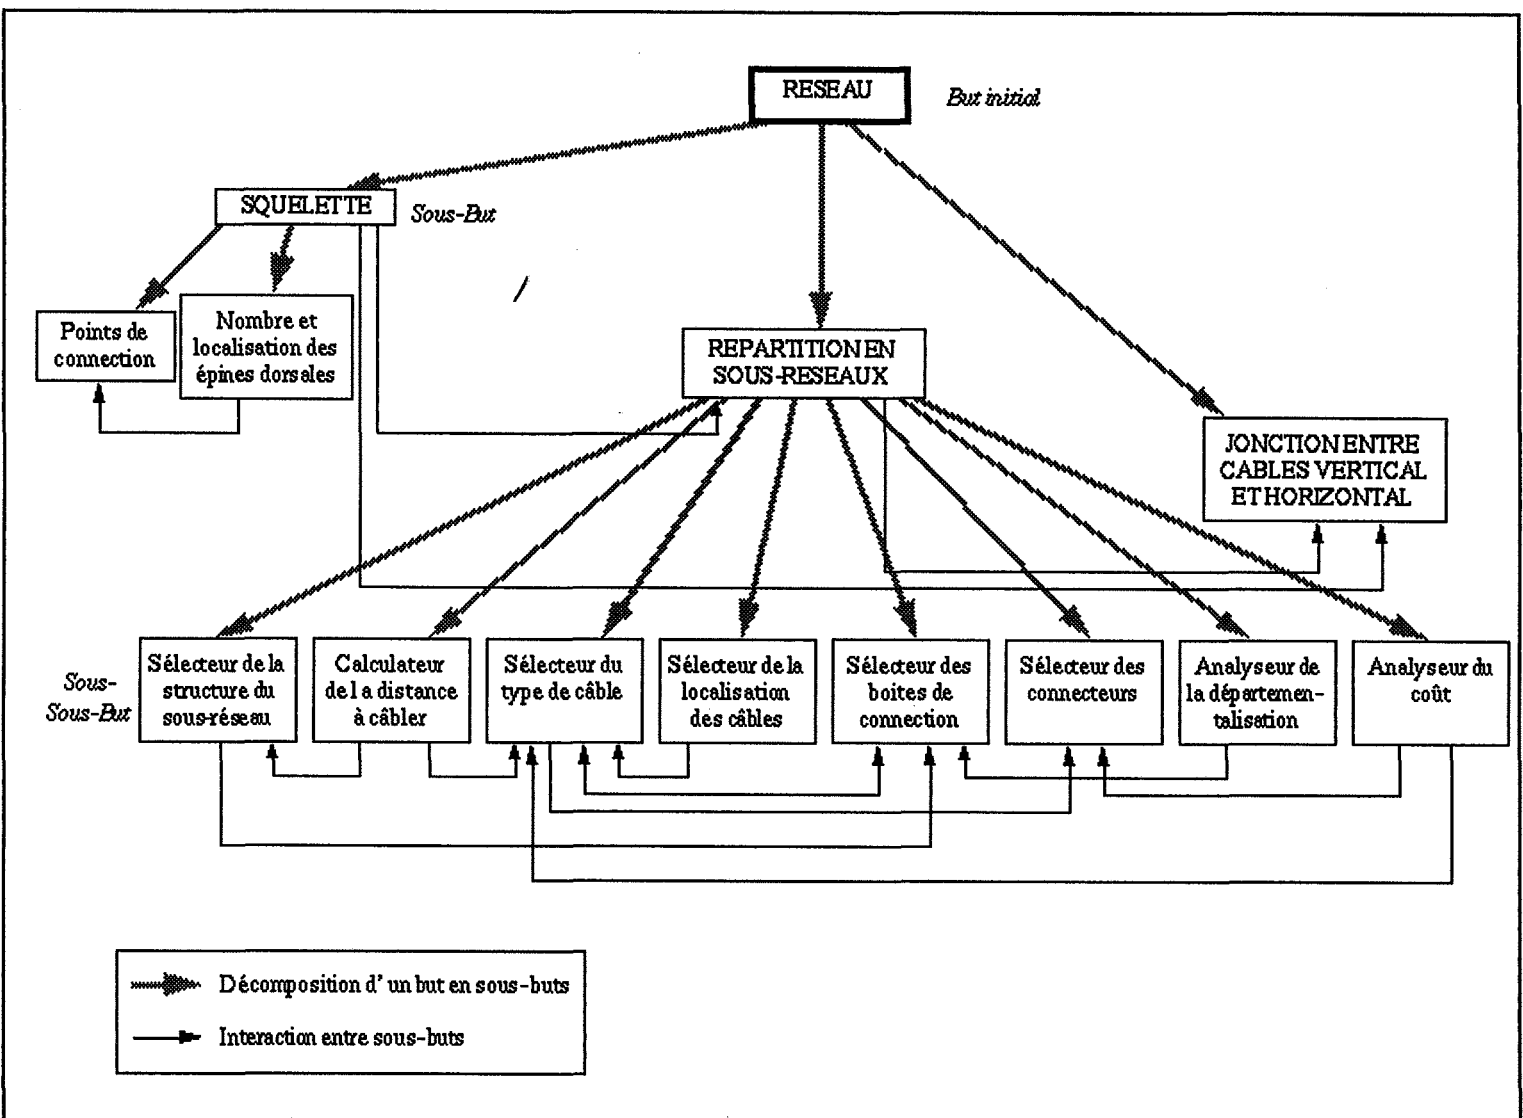 RESEAU
But initial
SQUELETTE
Sous-But
Points de
connection
Nombre et
localisation des
épines dorsales
REPARTITION EN
SOUS-RESEAUX
JONCTION ENTRE
CABLES VERTICAL
ET HORIZONTAL
Sous-
Sous-But
Sélecteur de la
structure du
sous-réseau
Calculateur
de la distance
à câbler
Sélecteur du
type de câble
Sélecteur de la
localisation
des câbles
Sélecteur des
boites de
connection
Sélecteur des
connecteurs
Analyseur de
la départemen-
talisation
Analyseur du
coût
Décomposition d'un but en sous-buts
Interaction entre sous-buts